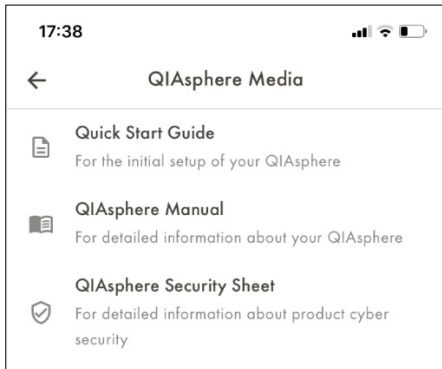 17:38
QIAsphere Media
Quick Start Guide
For the initial setup of your QIAsphere
QIAsphere Manual
For detailed information about your QIAsphere
QIAsphere Security Sheet
For detailed information about product cyber
security